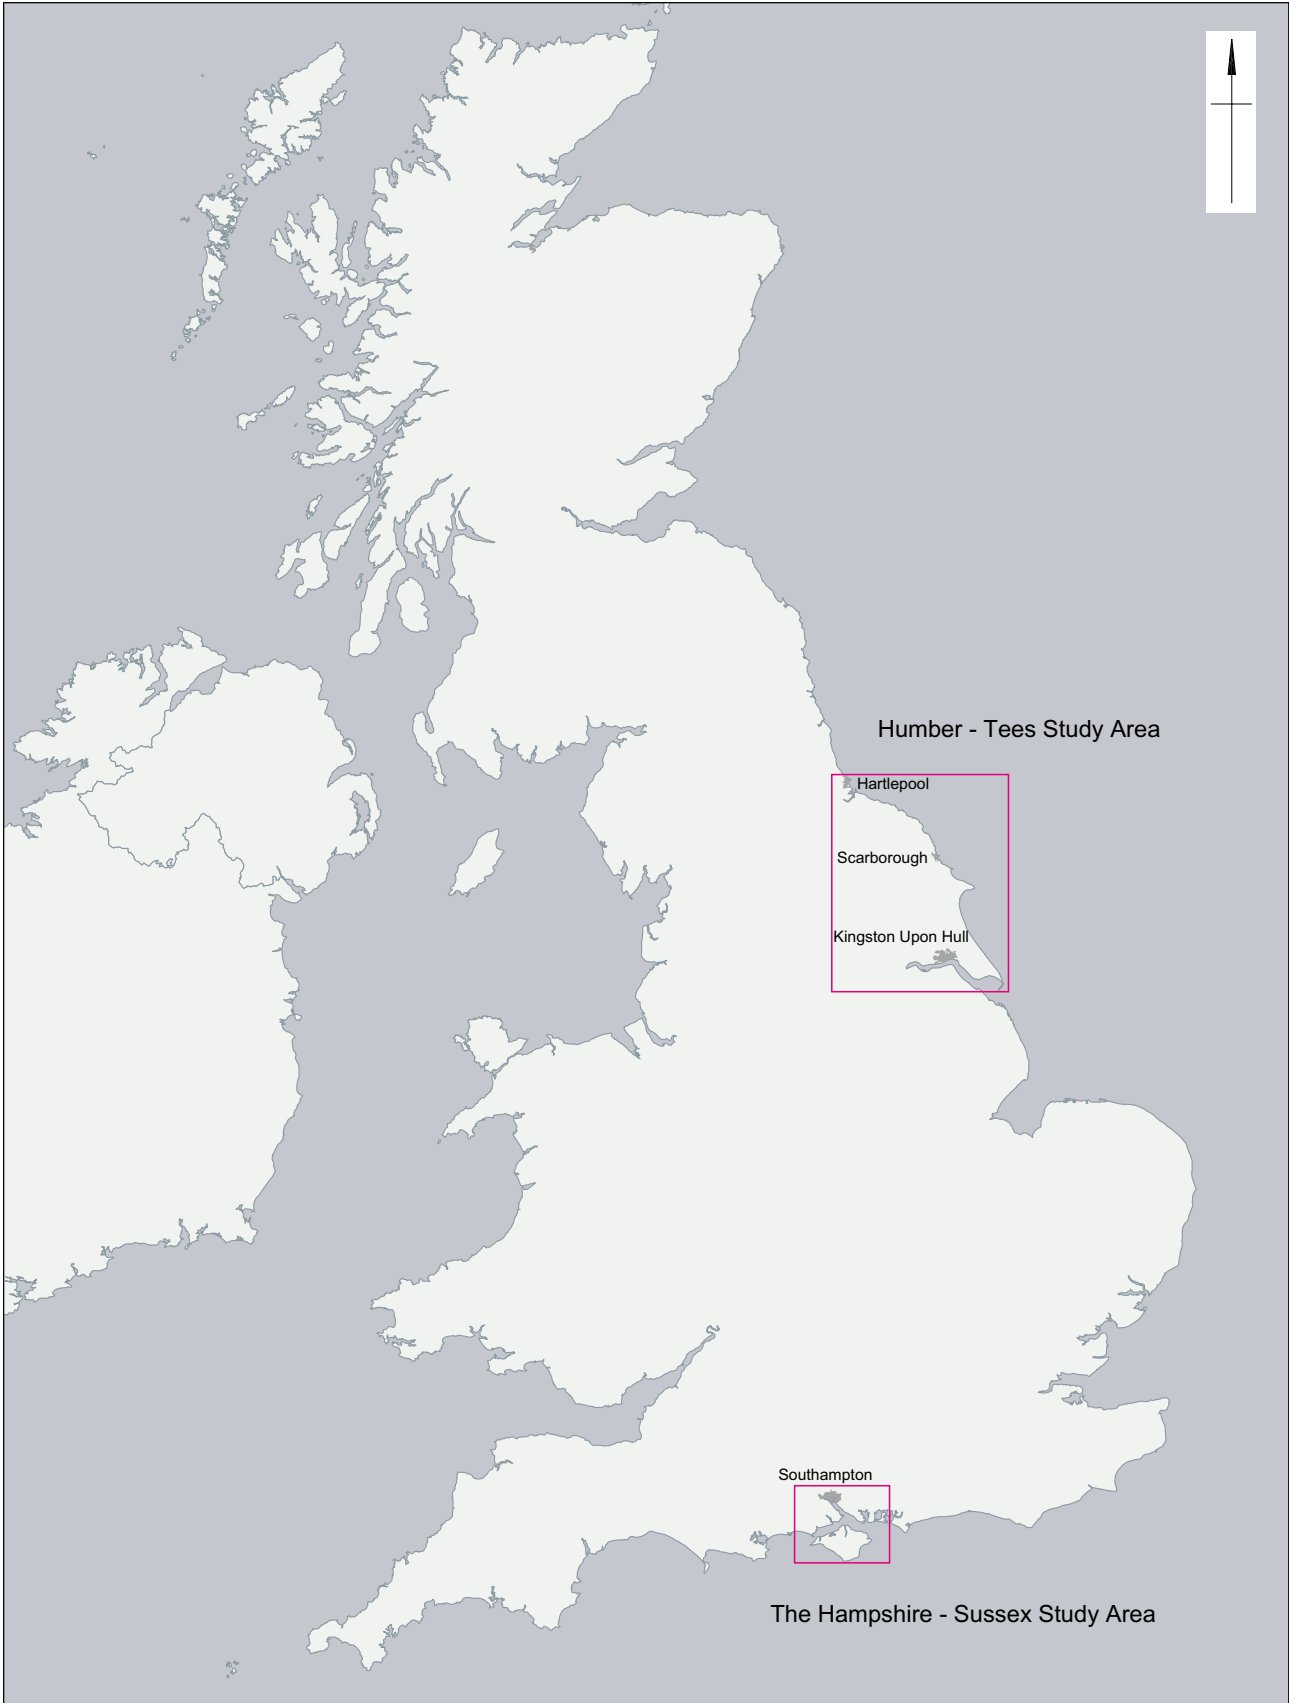 Humber - Tees Study Area
Hartlepool
Scarborough
Kingston Upon Hull
Southampton
The Hampshire - Sussex Study Area